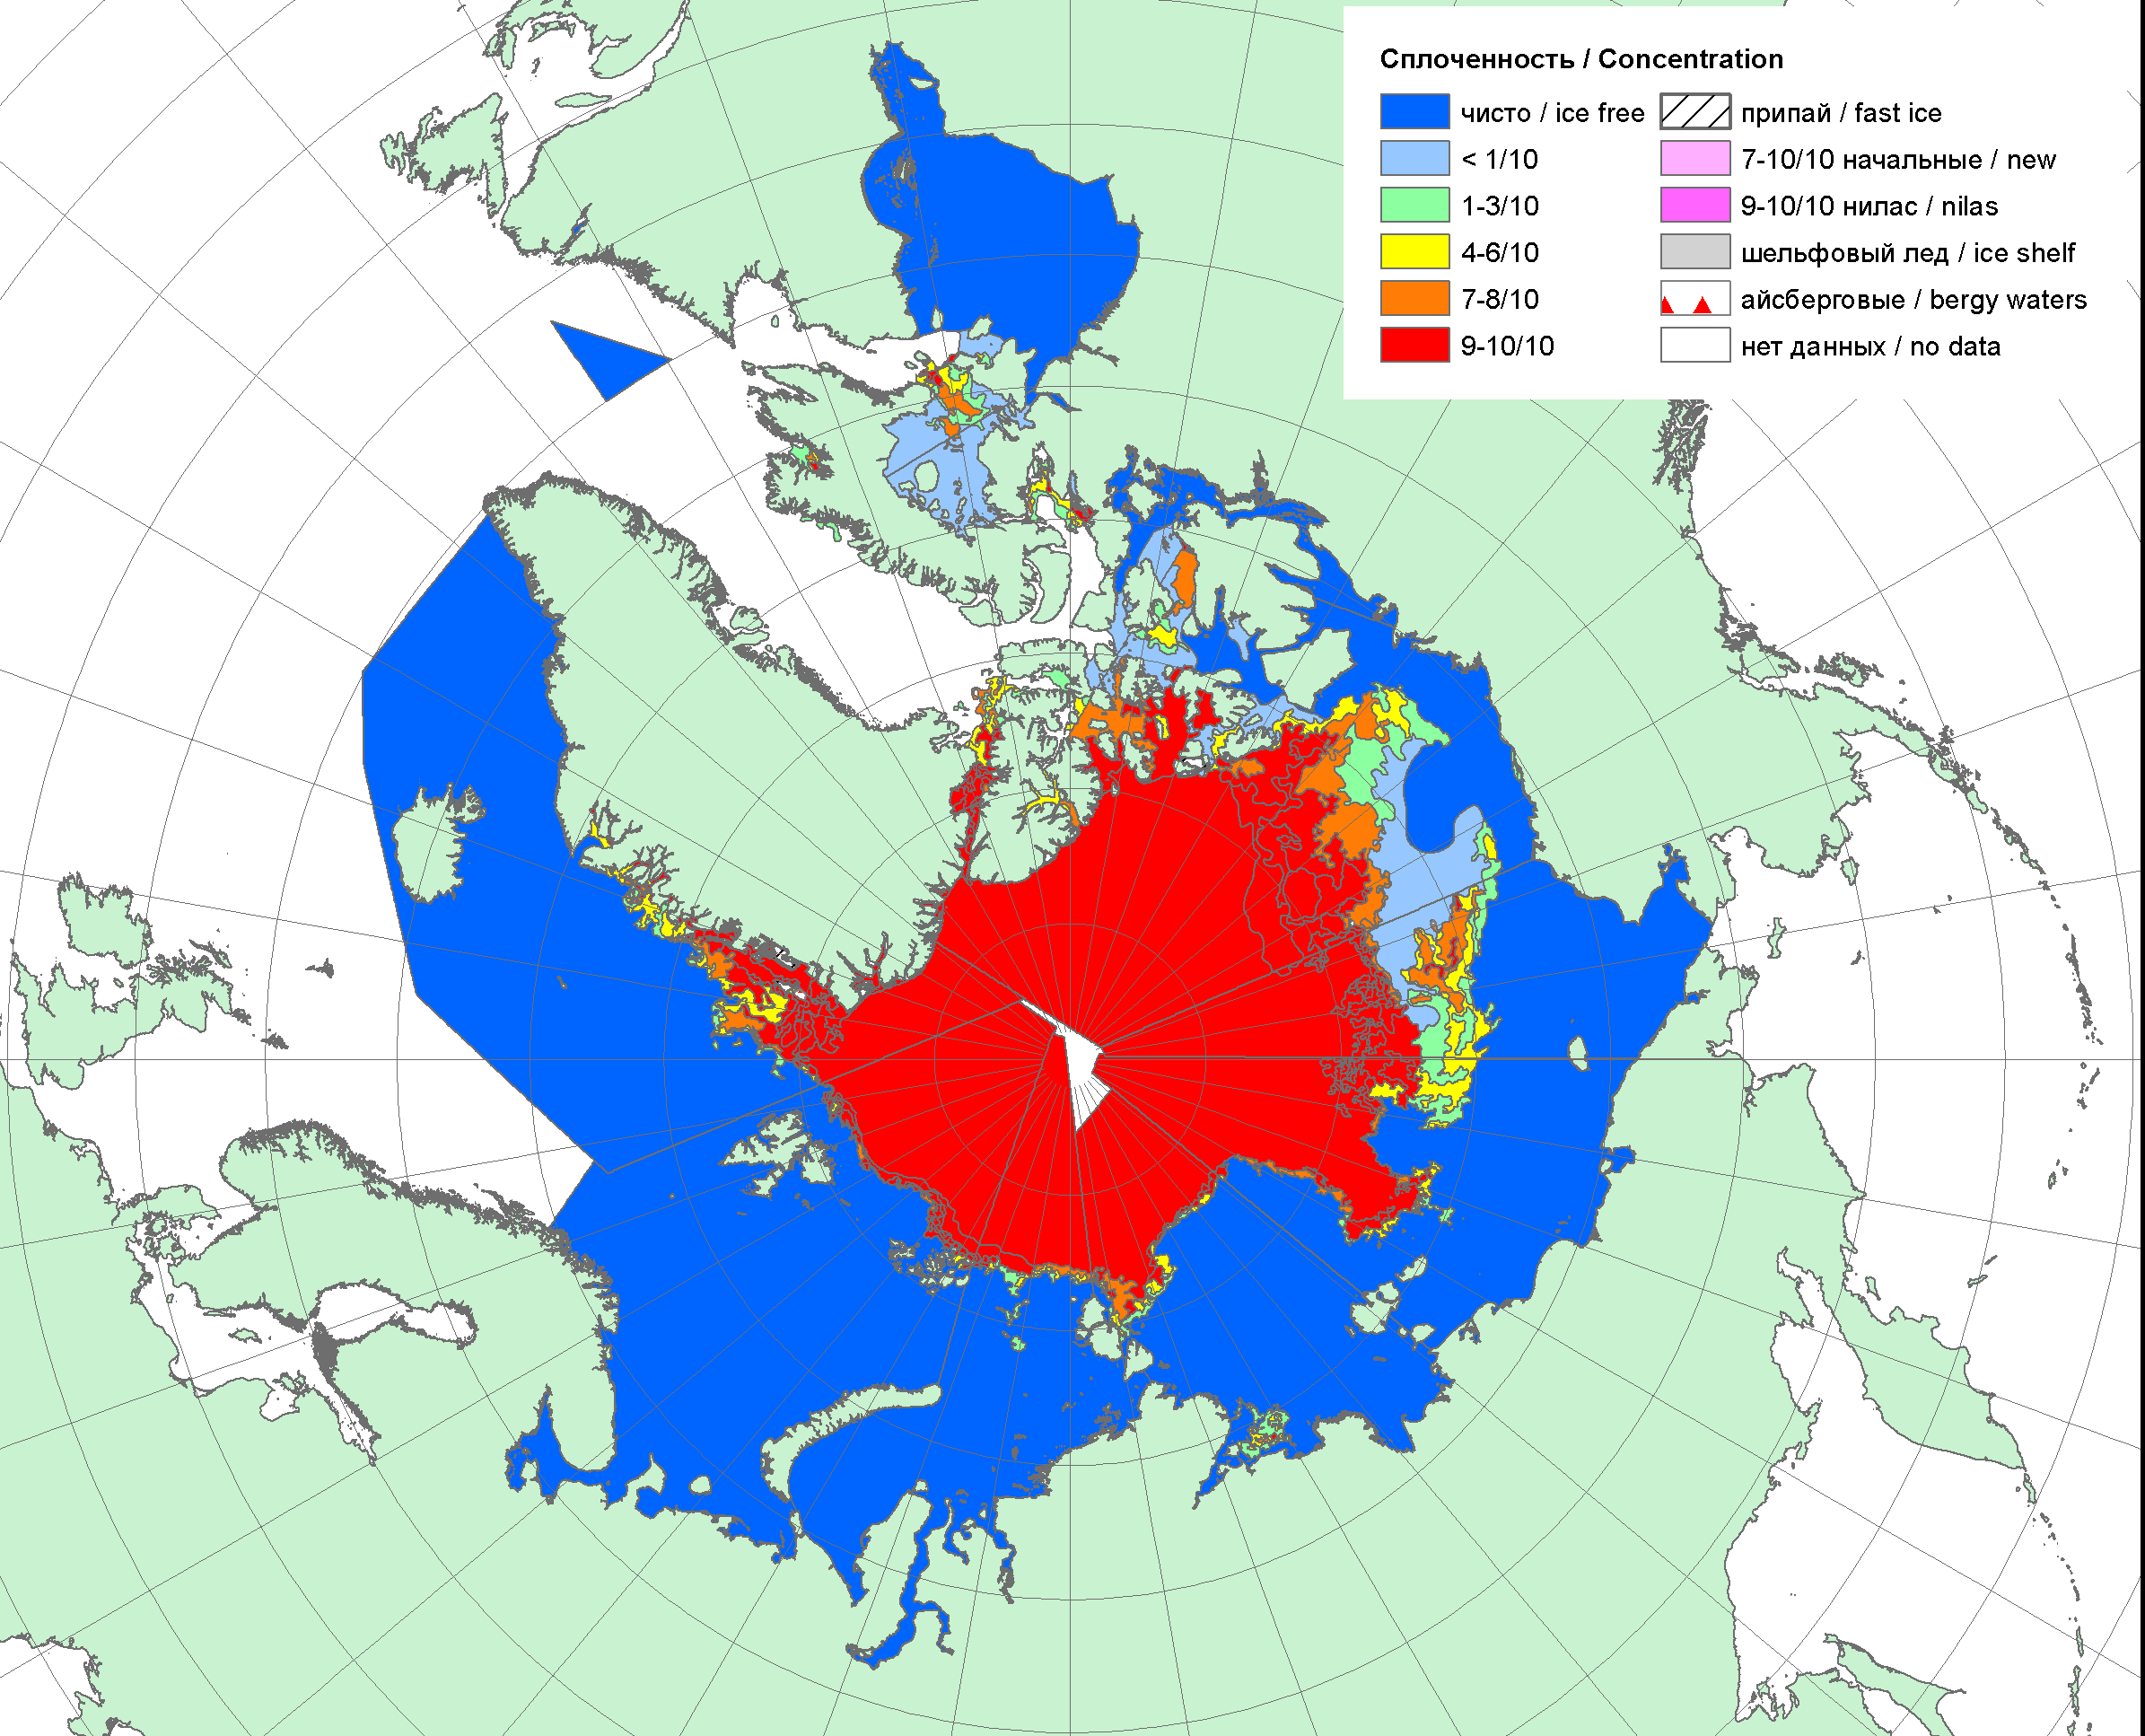 Сплоченность / Concentration
чисто / ice free
< 1/10
1-3/10
4-6/10
7-8/10
9-10/10
припай / fast ice
7-10/10 начальные / new
9-10/10 нилас / nilas
шельфовый лед / ice shelf
айсберговые / bergy waters
нет данных / no data